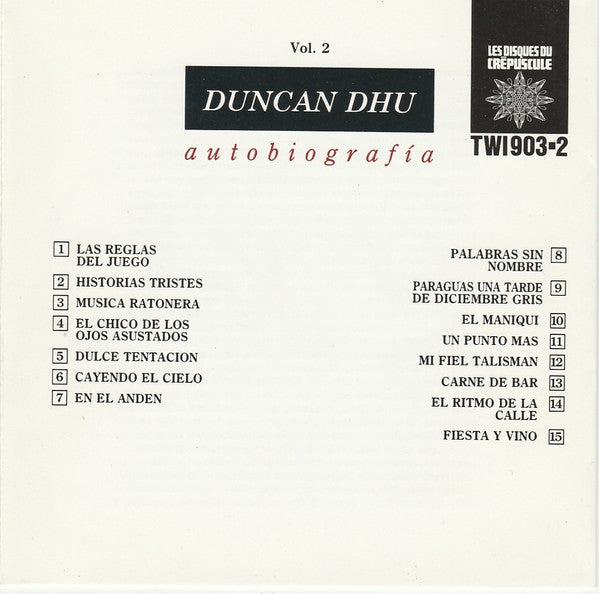 Vol. 2
DUNCAN DHU
autobiografía
LES DISQUES DU
CRÉPUSCULE
TWI 903-2
1 LAS REGLAS
DEL JUEGO
2 HISTORIAS TRISTES
3 MUSICA RATONERA
4 EL CHICO DE LOS
OJOS ASUSTADOS
5 DULCE TENTACION
6 CAYENDO EL CIELO
7 EN EL ANDEN
PALABRAS SIN 8
NOMBRE
PARAGUAS UNA TARDE 9
DE DICIEMBRE GRIS
EL MANIQUI 10
UN PUNTO MAS 11
MI FIEL TALISMAN 12
CARNE DE BAR 13
EL RITMO DE LA 14
CALLE
FIESTA Y VINO 15